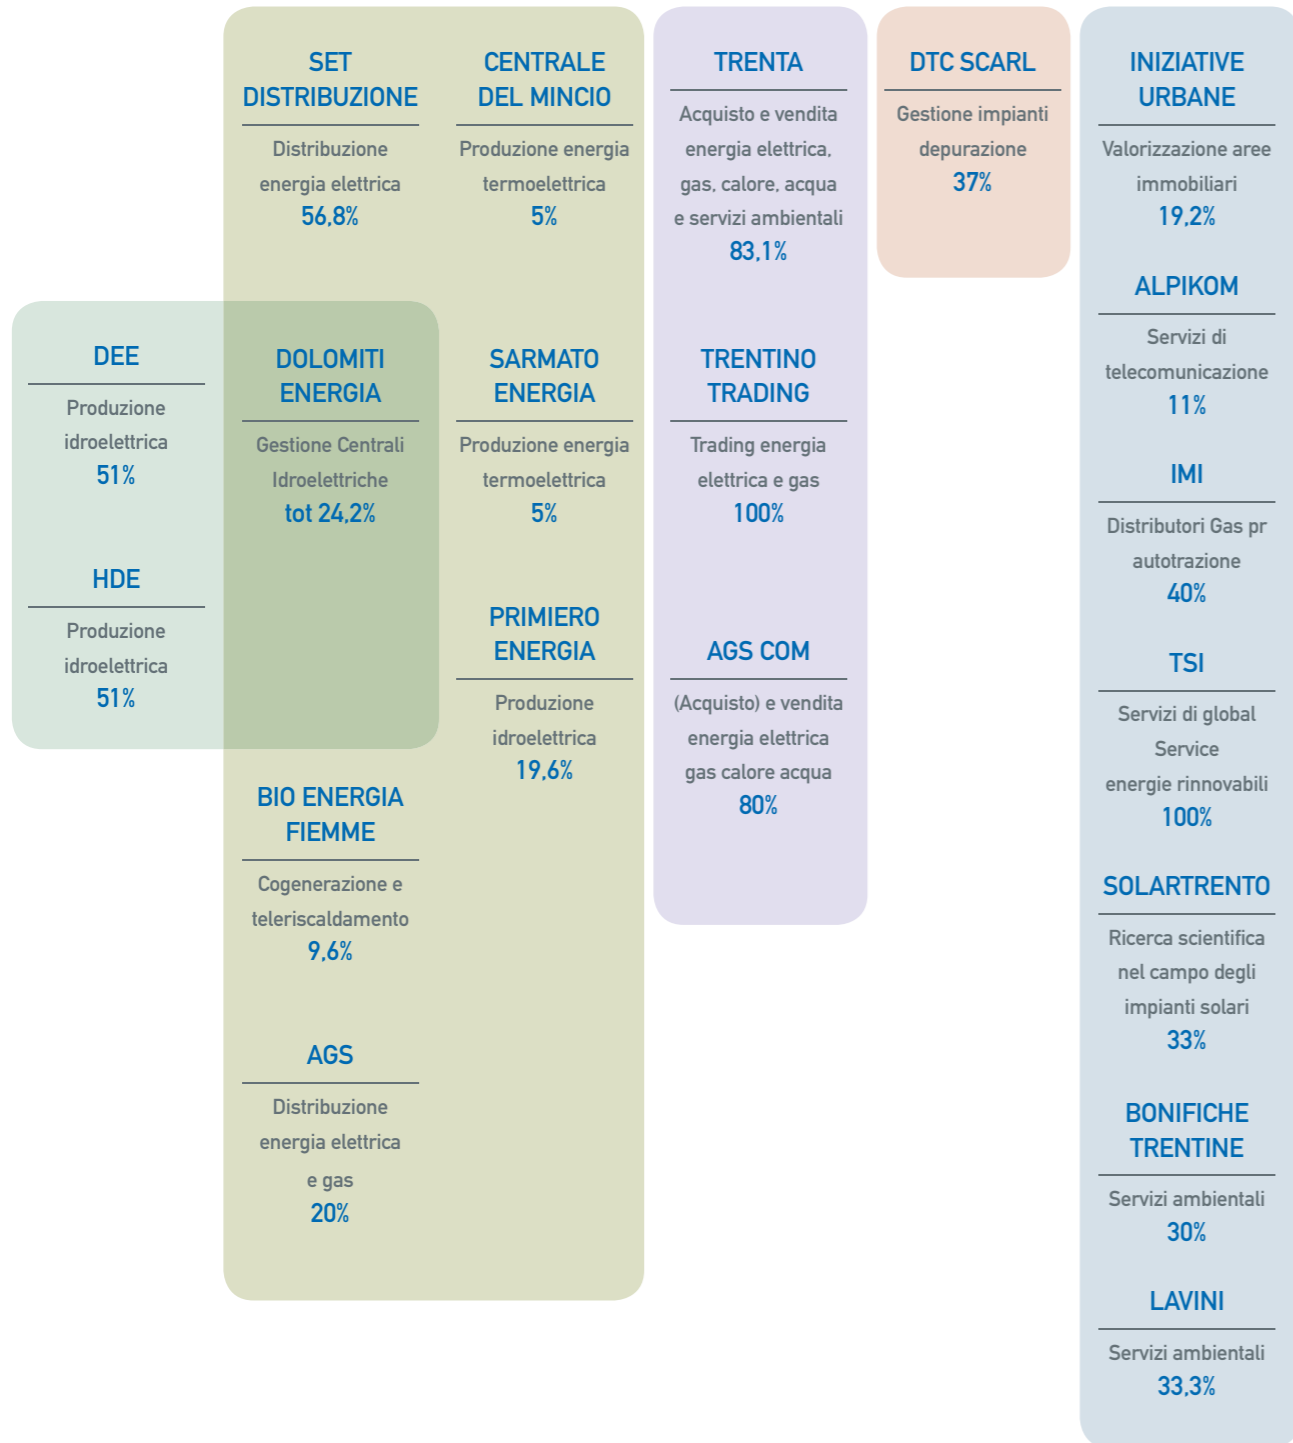 SET
DISTRIBUZIONE
Distribuzione
energia elettrica
56,8%
CENTRALE
DEL MINCIO
Produzione energia
termoelettrica
5%
TRENTA
Acquisto e vendita
energia elettrica,
gas, calore, acqua
e servizi ambientali
83,1%
DTC SCARL
Gestione impianti
depurazione
37%
INIZIATIVE
URBANE
Valorizzazione aree
immobiliari
19,2%
ALPIKOM
Servizi di
telecomunicazione
11%
DEE
Produzione
idroelettrica
51%
DOLOMITI
ENERGIA
Gestione Centrali
Idroelettriche
tot 24,2%
SARMATO
ENERGIA
Produzione energia
termoelettrica
5%
TRENTINO
TRADING
Trading energia
elettrica e gas
100%
IMI
Distributori Gas pr
autotrazione
40%
HDE
Produzione
idroelettrica
51%
PRIMIERO
ENERGIA
Produzione
idroelettrica
19,6%
AGS COM
(Acquisto) e vendita
energia elettrica
gas calore acqua
80%
TSI
Servizi di global
Service
energie rinnovabili
100%
BIO ENERGIA
FIEMME
Cogenerazione e
teleriscaldamento
9,6%
SOLARTRENTO
Ricerca scientifica
nel campo degli
impianti solari
33%
AGS
Distribuzione
energia elettrica
e gas
20%
BONIFICHE
TRENTINE
Servizi ambientali
30%
LAVINI
Servizi ambientali
33,3%